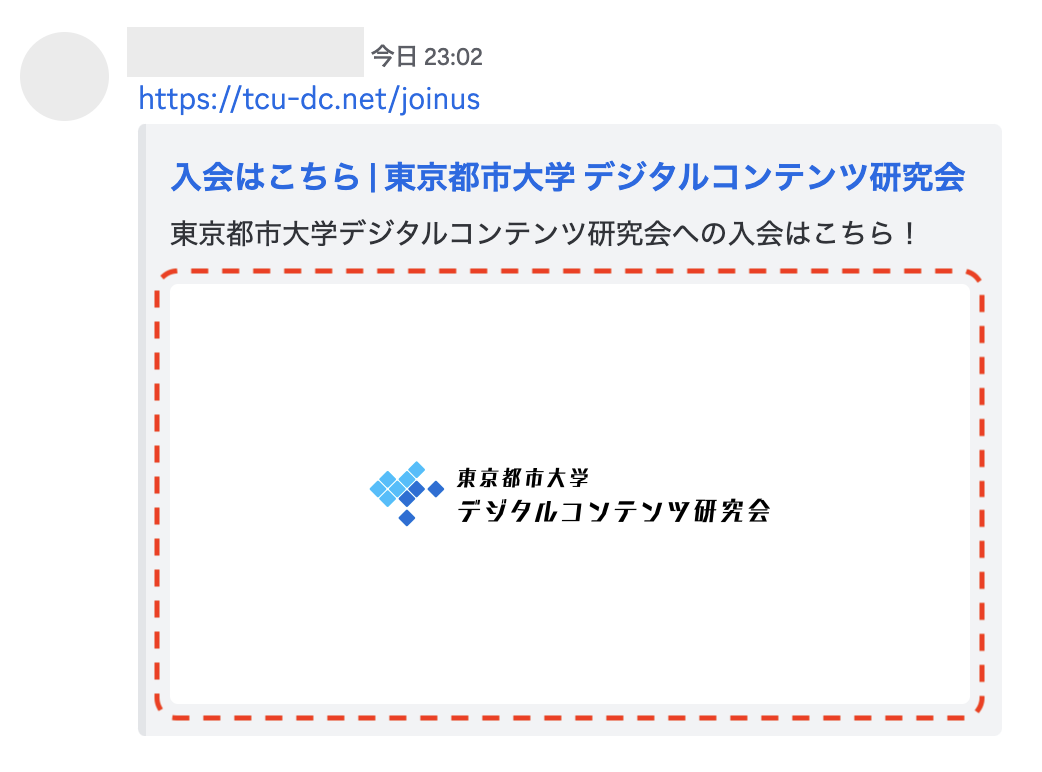 今日 23:02
https://tcu-dc.net/joinus
入会はこちら | 東京都市大学 デジタルコンテンツ研究会
東京都市大学デジタルコンテンツ研究会への入会はこちら！
東京都市大学
デジタルコンテンツ研究会